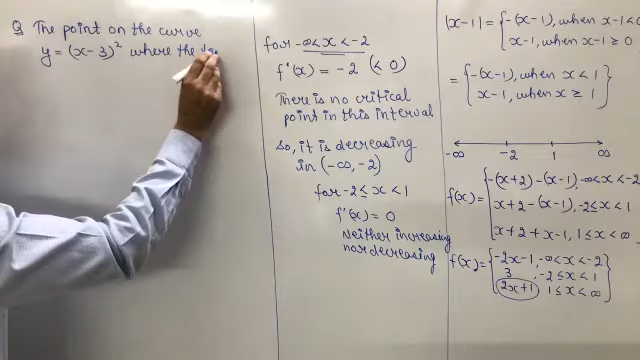 Q The point on the curve
y = (x-3)² where the
for -∞<x<-2
f'(x) = -2 (<0)
There is no critical
point in this interval
So, it is decreasing
in (-∞,-2)
for -2≤x<1
f'(x) = 0
Neither increasing
nor decreasing
|x-1| = { -(x-1), when x-1<0
x-1, when x-1≥0
= { -(x-1), when x<1
x-1, when x≥1 }
-∞ -2 1 ∞
f(x) = { -(x+2)-(x-1), -∞<x<-2
x+2-(x-1), -2≤x<1
x+2+x-1, 1≤x<∞
f(x) = { -2x-1, -∞<x<-2
3, -2≤x<1
2x+1, 1≤x<∞ }